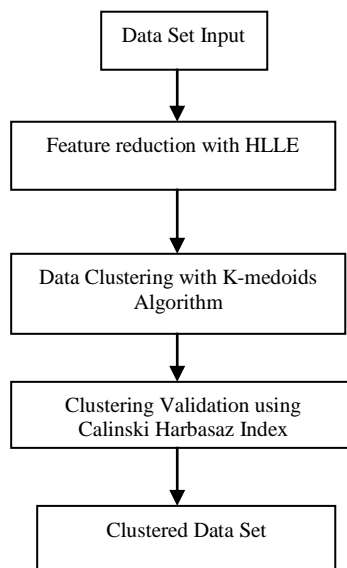 Data Set Input
Feature reduction with HLLE
Data Clustering with K-medoids
Algorithm
Clustering Validation using
Calinski Harbasaz Index
Clustered Data Set